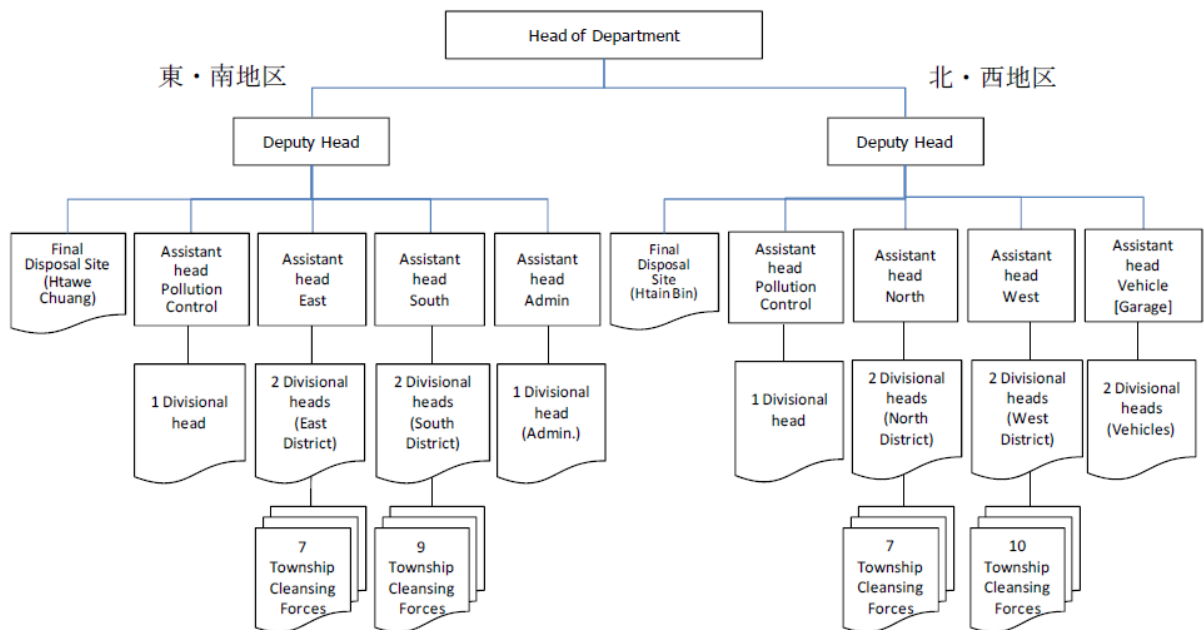 Head of Department
東・南地区
北・西地区
Deputy Head
Deputy Head
Final
Disposal Site
(Htawe
Chuang)
Assistant
head
Pollution
Control
Assistant
head
East
Assistant
head
South
Assistant
head
Admin
Final
Disposal
Site
(Htain Bin)
Assistant
head
Pollution
Control
Assistant
head
North
Assistant
head
West
Assistant
head
Vehicle
[Garage]
1 Divisional
head
2 Divisional
heads
(East
District)
2 Divisional
heads
(South
District)
1 Divisional
head
(Admin.)
1 Divisional
head
2 Divisional
heads
(North
District)
2 Divisional
heads
(West
District)
2 Divisional
heads
(Vehicles)
7
Township
Cleansing
Forces
9
Township
Cleansing
Forces
7
Township
Cleansing
Forces
10
Township
Cleansing
Forces